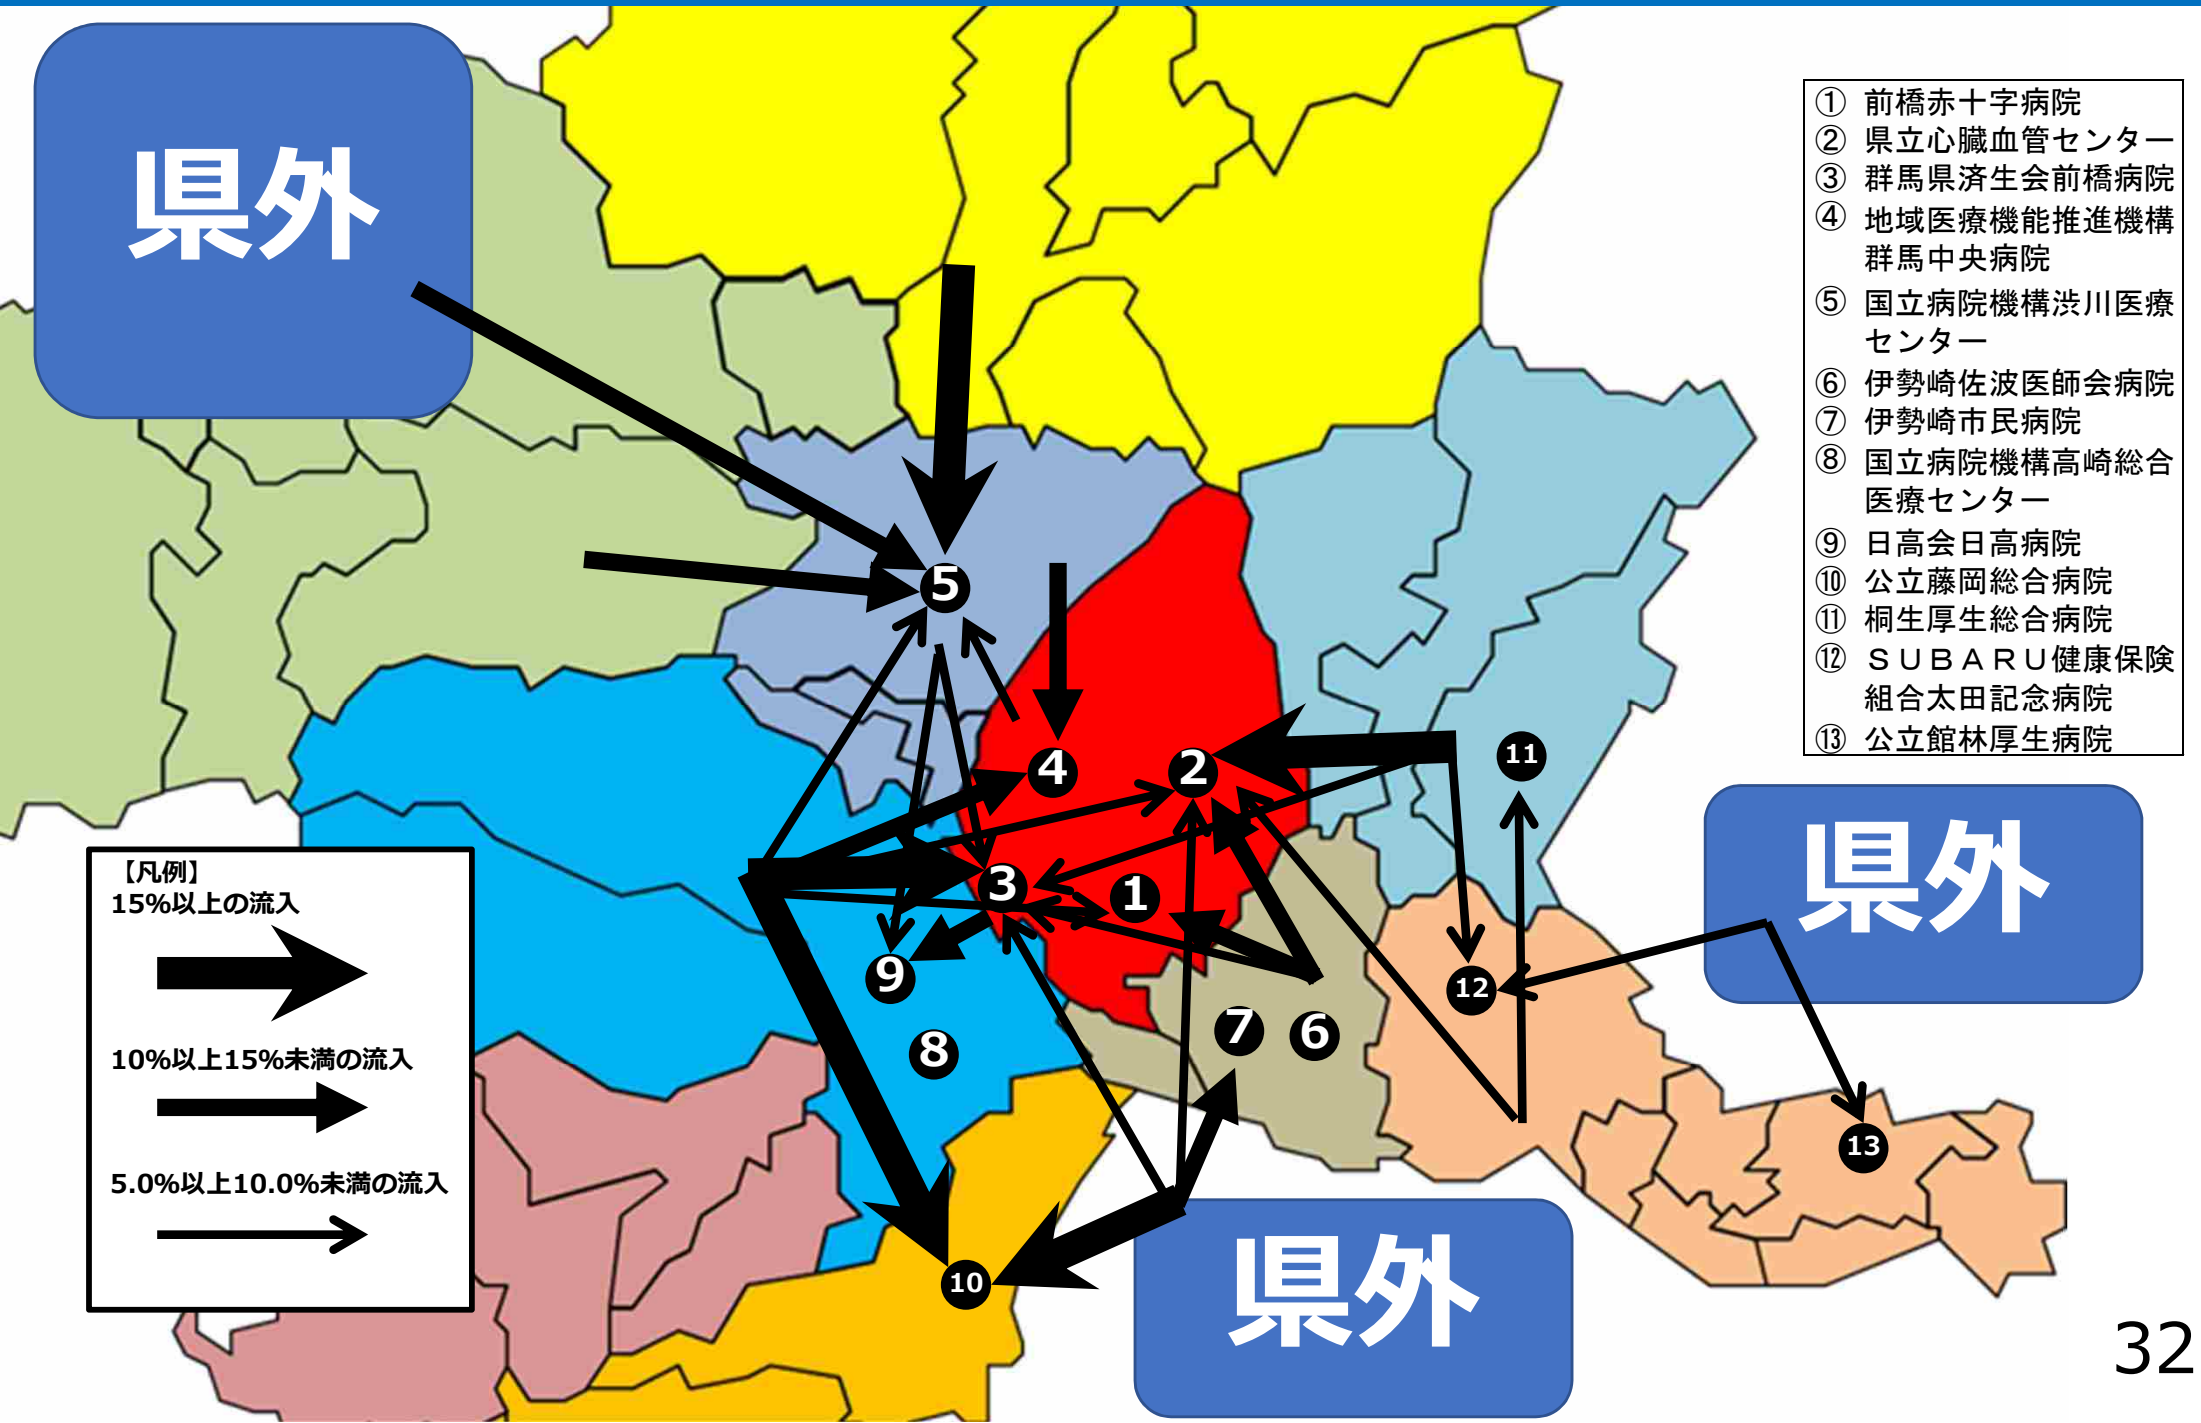 県外
① 前橋赤十字病院
② 県立心臓血管センター
③ 群馬県済生会前橋病院
④ 地域医療機能推進機構
群馬中央病院
⑤ 国立病院機構渋川医療
センター
⑥ 伊勢崎佐波医師会病院
⑦ 伊勢崎市民病院
⑧ 国立病院機構高崎総合
医療センター
⑨ 日高会日高病院
⑩ 公立藤岡総合病院
⑪ 桐生厚生総合病院
⑫ ＳＵＢＡＲＵ健康保険
組合太田記念病院
⑬ 公立館林厚生病院
5
4
2
11
3
1
9
12
8
7
6
13
10
県外
県外
【凡例】
15%以上の流入
10%以上15%未満の流入
5.0%以上10.0%未満の流入
32